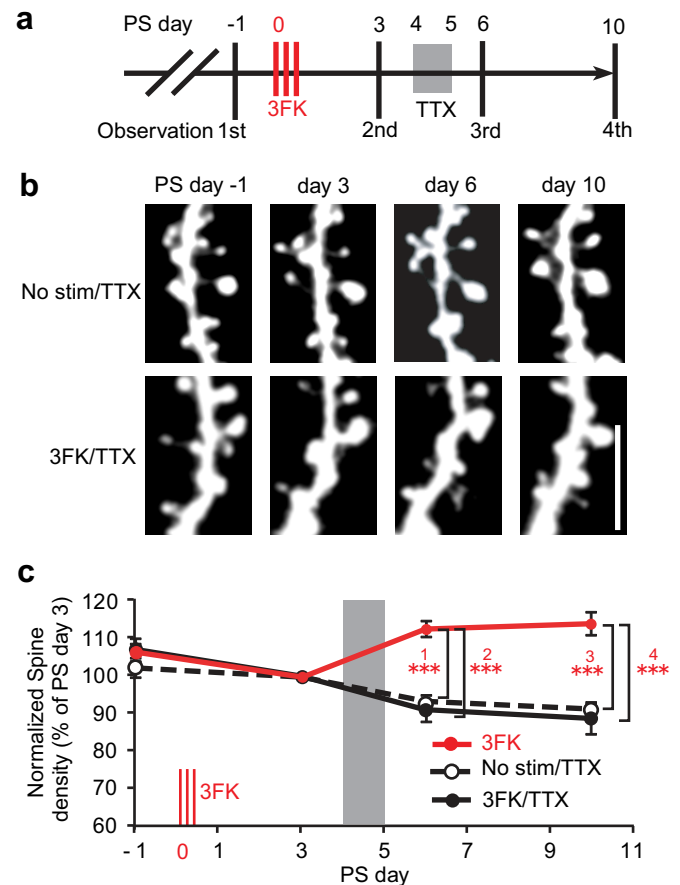 a
PS day -1 0 3 4 5 6 10
3FK TTX
Observation 1st 2nd 3rd 4th
b
PS day -1 day 3 day 6 day 10
No stim/TTX
3FK/TTX
c
Normalized Spine
density (% of PS day 3)
120
110
100
90
80
70
60
1 2 3 4
*** *** *** ***
3FK
No stim/TTX
3FK/TTX
3FK
-1 0 1 3 5 7 9 11
PS day